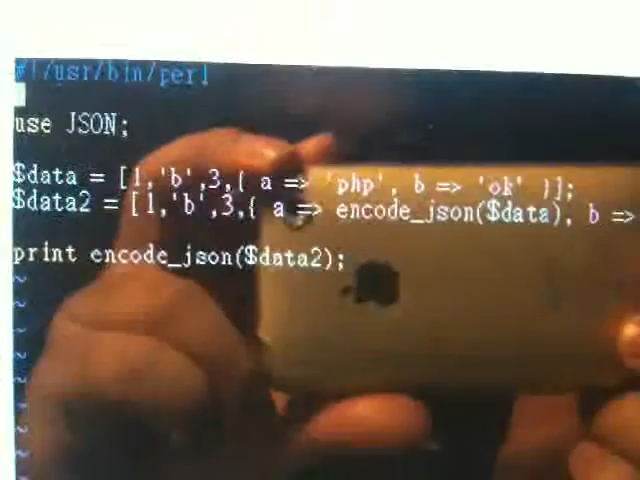 #!/usr/bin/perl
use JSON;
$data = [1,'b',3,{ a => 'php', b => 'ok' }];
$data2 = [1,'b',3,{ a => encode_json($data), b =>
print encode_json($data2);
~
~
~
~
~
~
~
~